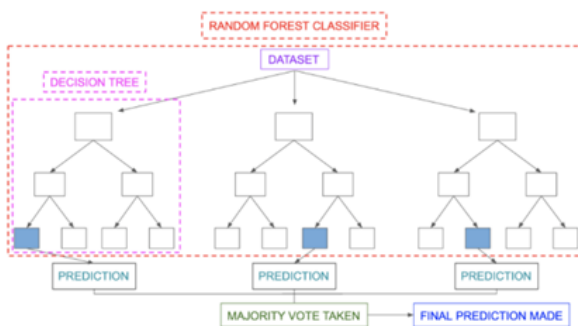 RANDOM FOREST CLASSIFIER
DATASET
DECISION TREE
PREDICTION
PREDICTION
PREDICTION
MAJORITY VOTE TAKEN
FINAL PREDICTION MADE